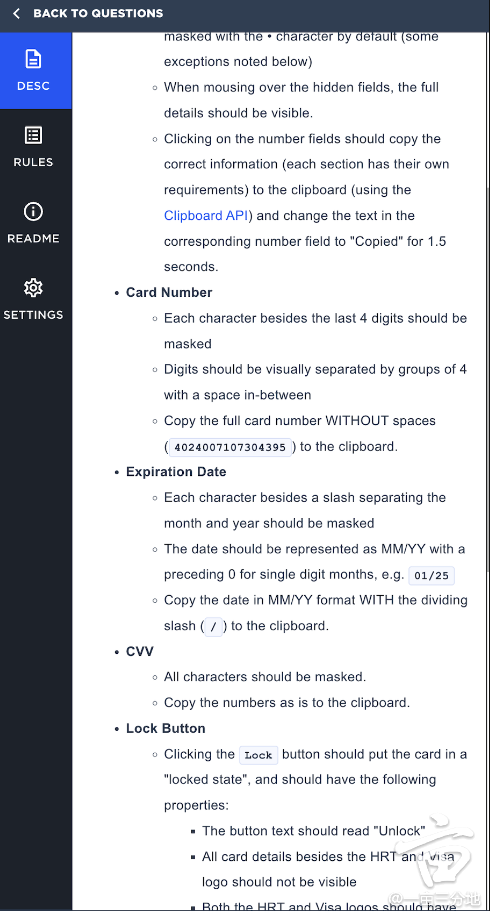 BACK TO QUESTIONS
DESC
RULES
README
SETTINGS
masked with the • character by default (some
exceptions noted below)
◦ When mousing over the hidden fields, the full
details should be visible.
◦ Clicking on the number fields should copy the
correct information (each section has their own
requirements) to the clipboard (using the
Clipboard API) and change the text in the
corresponding number field to "Copied" for 1.5
seconds.
• Card Number
◦ Each character besides the last 4 digits should be
masked
◦ Digits should be visually separated by groups of 4
with a space in-between
◦ Copy the full card number WITHOUT spaces
( 4024007107304395 ) to the clipboard.
• Expiration Date
◦ Each character besides a slash separating the
month and year should be masked
◦ The date should be represented as MM/YY with a
preceding 0 for single digit months, e.g. 01/25
◦ Copy the date in MM/YY format WITH the dividing
slash ( / ) to the clipboard.
• CVV
◦ All characters should be masked.
◦ Copy the numbers as is to the clipboard.
• Lock Button
◦ Clicking the Lock button should put the card in a
"locked state", and should have the following
properties:
▪ The button text should read "Unlock"
▪ All card details besides the HRT and Visa
logo should not be visible
▪ Both the HRT and Visa logos should have
@一亩三分地